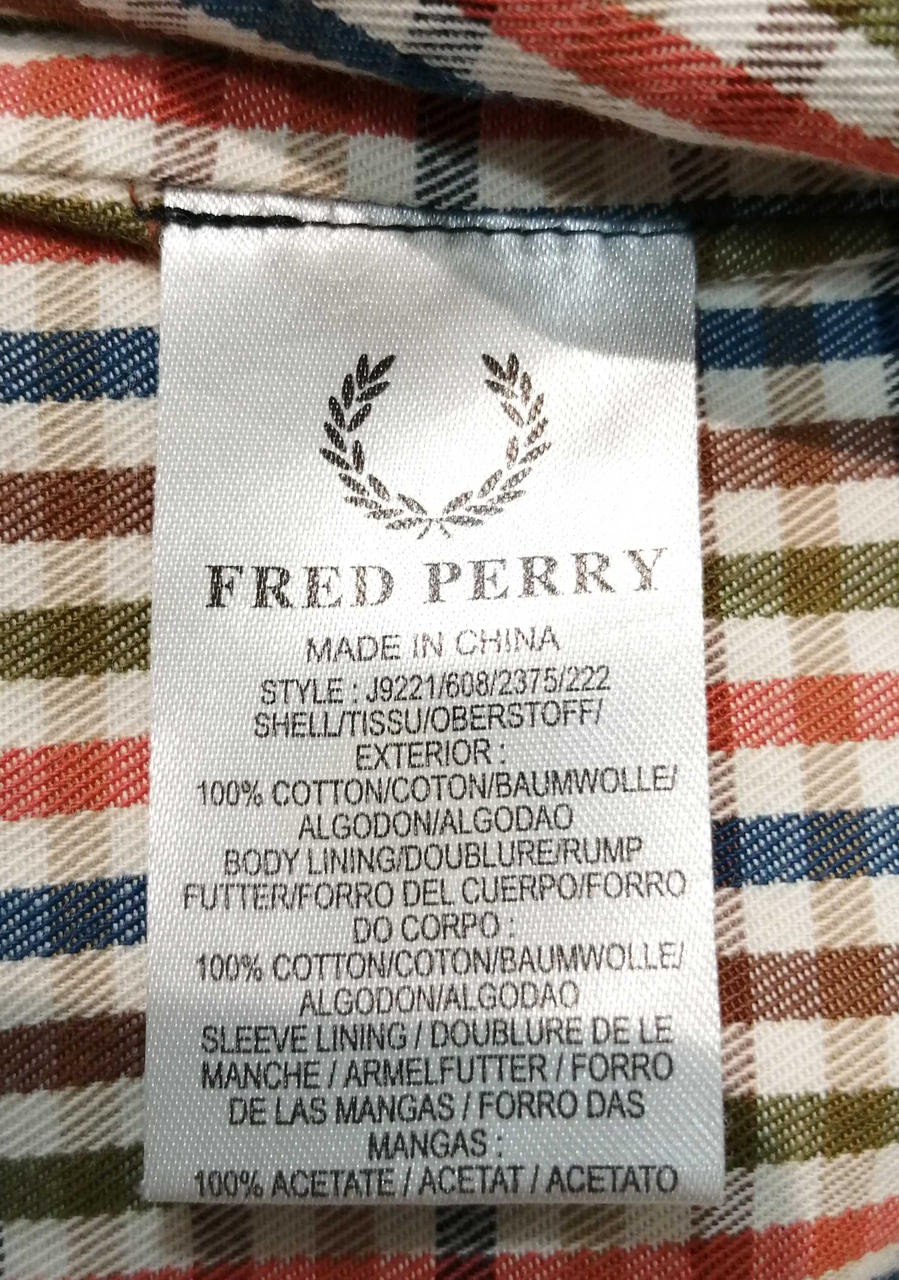 FRED PERRY
MADE IN CHINA
STYLE : J9221/608/2375/222
SHELL/TISSU/OBERSTOFF/
EXTERIOR :
100% COTTON/COTON/BAUMWOLLE/
ALGODON/ALGODAO
BODY LINING/DOUBLURE/RUMP
FUTTER/FORRO DEL CUERPO/FORRO
DO CORPO :
100% COTTON/COTON/BAUMWOLLE/
ALGODON/ALGODAO
SLEEVE LINING / DOUBLURE DE LE
MANCHE / ARMELFUTTER / FORRO
DE LAS MANGAS / FORRO DAS
MANGAS :
100% ACETATE / ACETAT / ACETATO